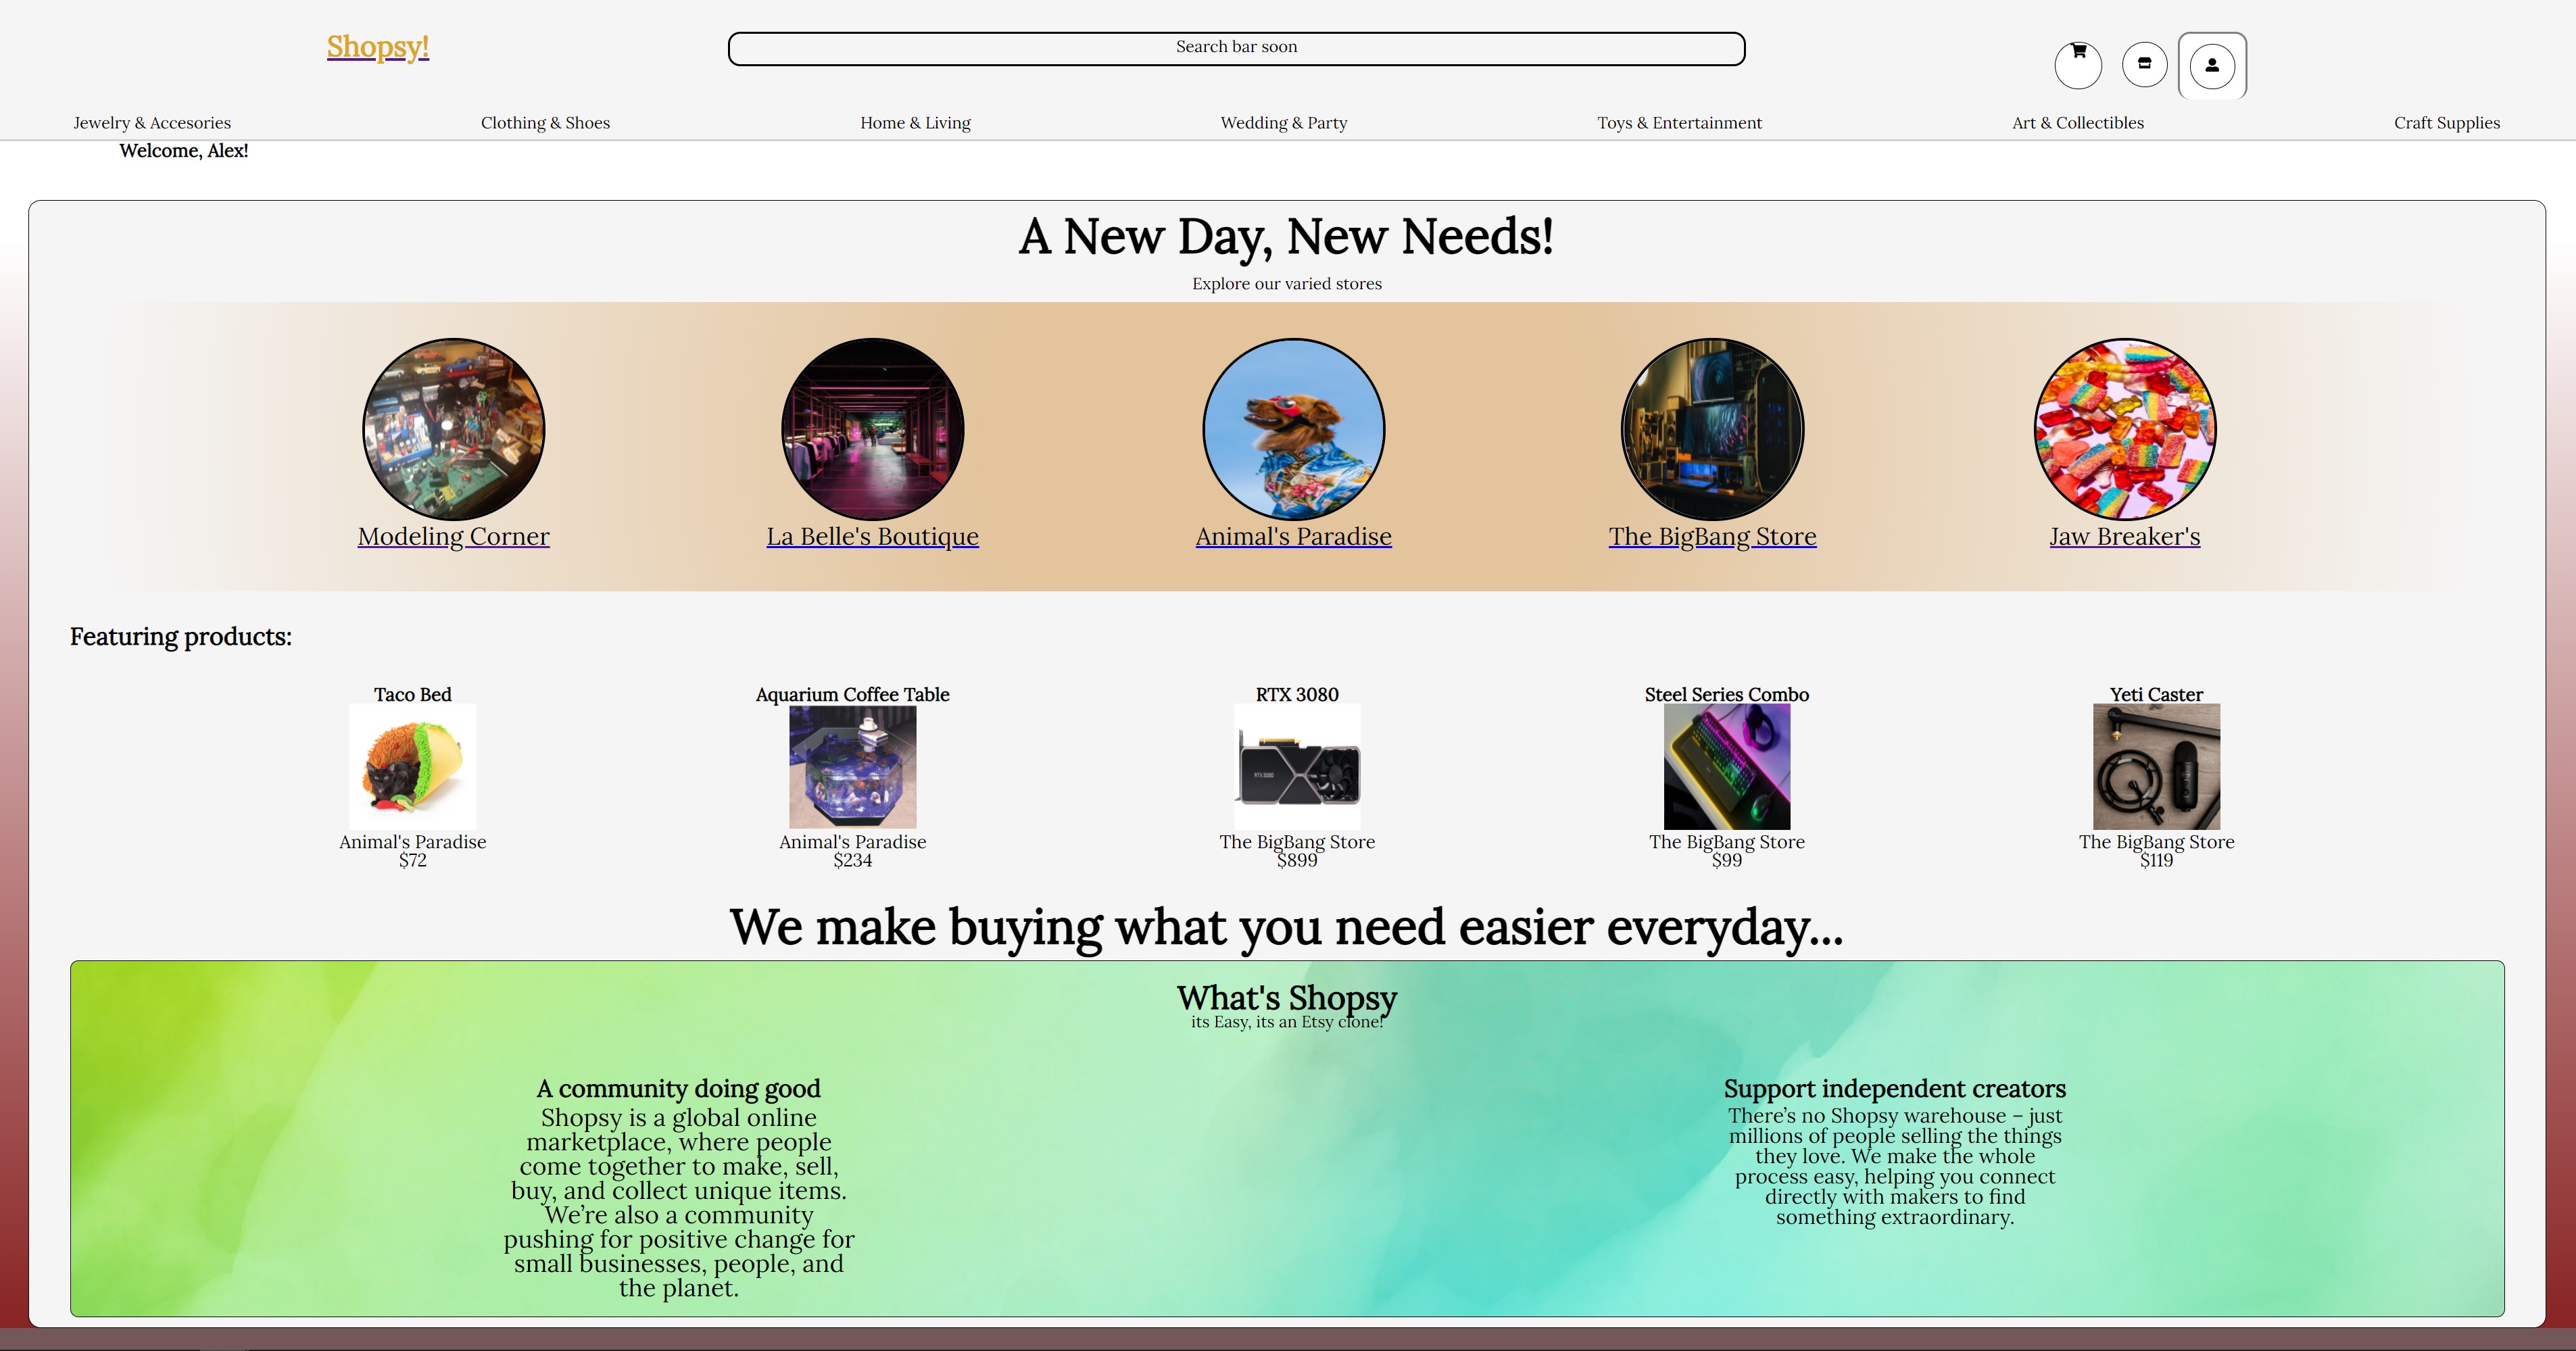 Shopsy!
Search bar soon
Jewelry & Accesories
Clothing & Shoes
Home & Living
Wedding & Party
Toys & Entertainment
Art & Collectibles
Craft Supplies
Welcome, Alex!
A New Day, New Needs!
Explore our varied stores
Modeling Corner
La Belle's Boutique
Animal's Paradise
The BigBang Store
Jaw Breaker's
Featuring products:
Taco Bed
Animal's Paradise
$72
Aquarium Coffee Table
Animal's Paradise
$234
RTX 3080
RTX 3080
The BigBang Store
$899
Steel Series Combo
The BigBang Store
$99
Yeti Caster
The BigBang Store
$119
We make buying what you need easier everyday...
What's Shopsy
its Easy, its an Etsy clone!
A community doing good
Shopsy is a global online
marketplace, where people
come together to make, sell,
buy, and collect unique items.
We’re also a community
pushing for positive change for
small businesses, people, and
the planet.
Support independent creators
There’s no Shopsy warehouse – just
millions of people selling the things
they love. We make the whole
process easy, helping you connect
directly with makers to find
something extraordinary.